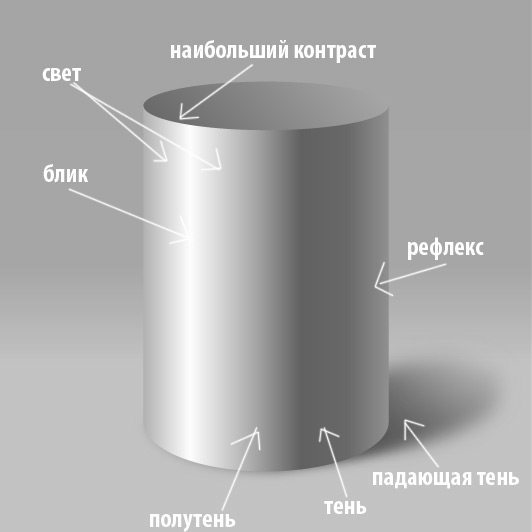 наибольший контраст
свет
блик
рефлекс
падающая тень
тень
полутень